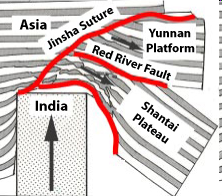 Asia
Jinsha Suture
Yunnan
Platform
Red River Fault
India
Shantai
Plateau